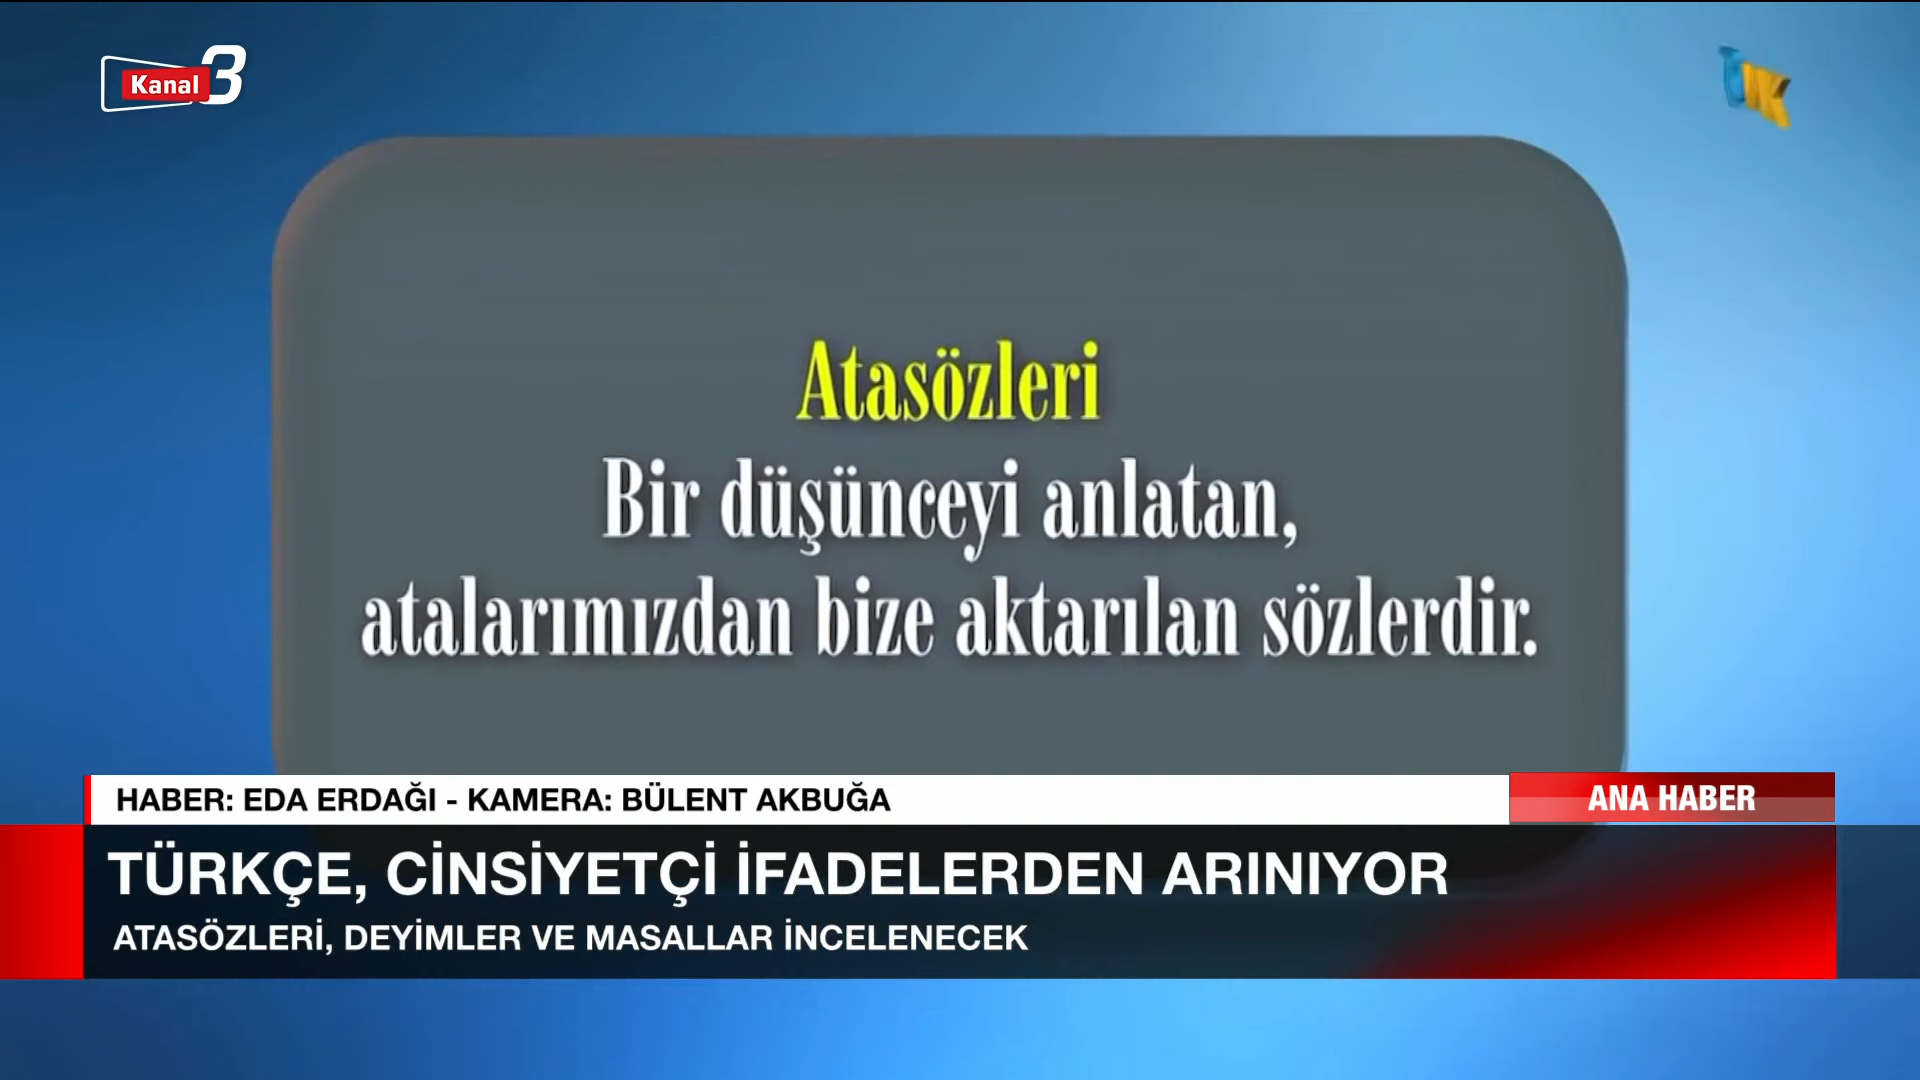 Kanal 3
Atasözleri
Bir düşünceyi anlatan,
atalarımızdan bize aktarılan sözlerdir.
HABER: EDA ERDAĞI - KAMERA: BÜLENT AKBUĞA
ANA HABER
TÜRKÇE, CİNSİYETÇİ İFADELERDEN ARINIYOR
ATASÖZLERİ, DEYİMLER VE MASALLAR İNCELENECEK